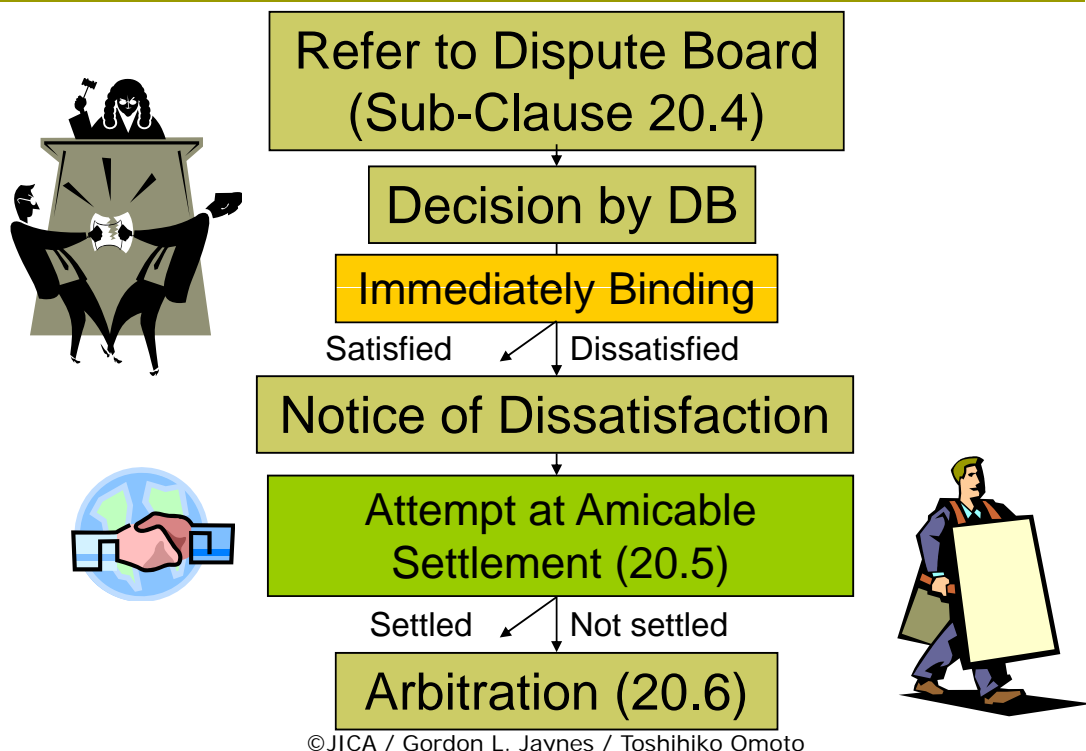 Refer to Dispute Board
(Sub-Clause 20.4)
Decision by DB
Immediately Binding
Satisfied
Dissatisfied
Notice of Dissatisfaction
Attempt at Amicable
Settlement (20.5)
Settled
Not settled
Arbitration (20.6)
©JICA / Gordon L. Jaynes / Toshihiko Omoto